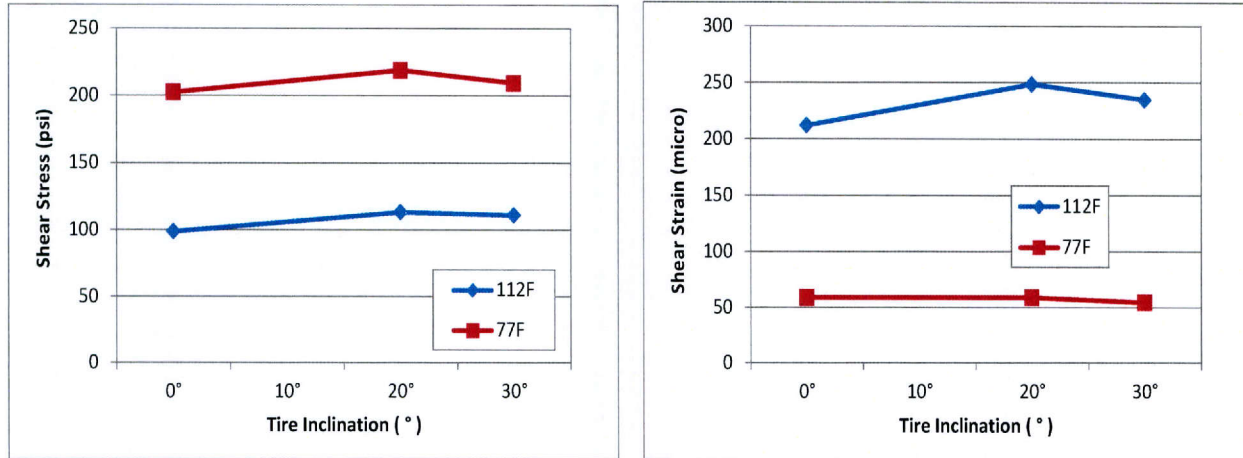 250
200
150
100
50
0
Shear Stress (psi)
0° 10° 20° 30°
Tire Inclination ( ° )
112F
77F
300
250
200
150
100
50
0
Shear Strain (micro)
0° 10° 20° 30°
Tire Inclination ( ° )
112F
77F